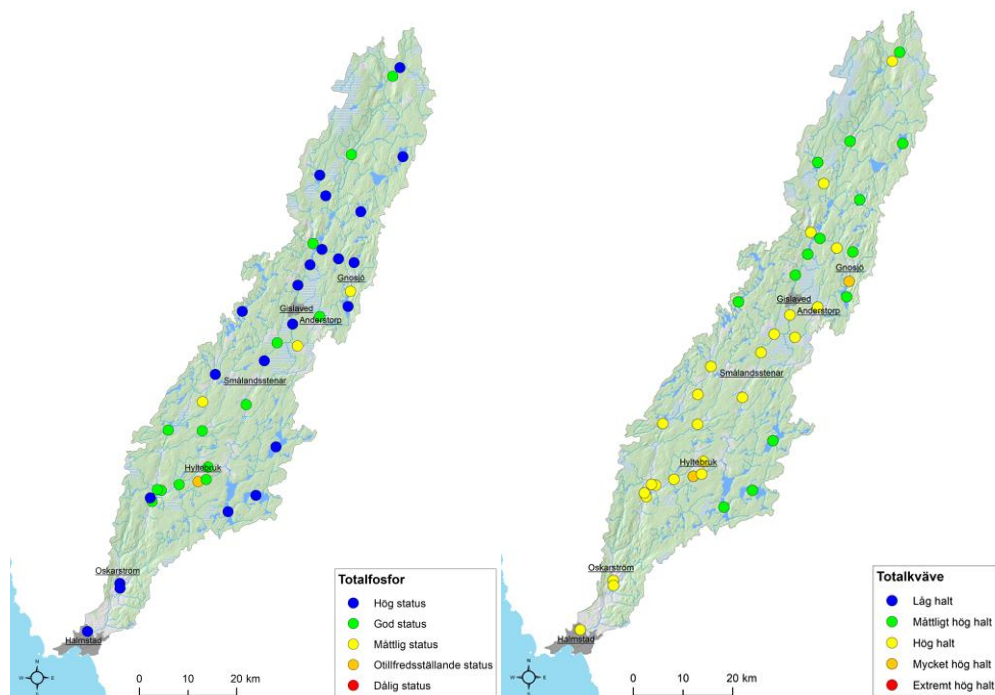 Gnosjö
Gislaved
Anderstorp
Smålandsstenar
Hyltebruk
Oskarström
Halmstad
N
W
E
S
0
10
20 km
Totalfosfor
Hög status
God status
Måttlig status
Otillfredsställande status
Dålig status
Gnosjö
Gislaved
Anderstorp
Smålandsstenar
Hyltebruk
Oskarström
Halmstad
N
W
E
S
0
10
20 km
Totalkväve
Låg halt
Måttligt hög halt
Hög halt
Mycket hög halt
Extremt hög halt